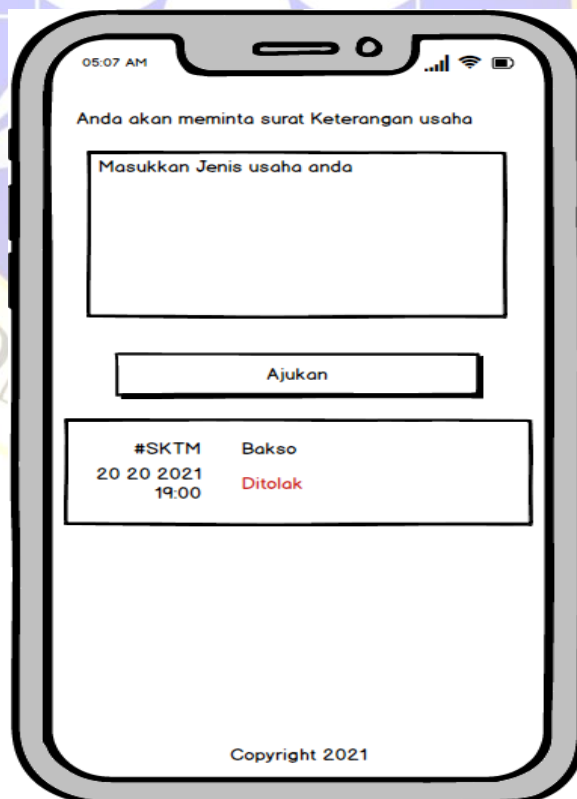 05:07 AM
Anda akan meminta surat Keterangan usaha
Masukkan Jenis usaha anda
Ajukan
#SKTM Bakso
20 20 2021
19:00 Ditolak
Copyright 2021